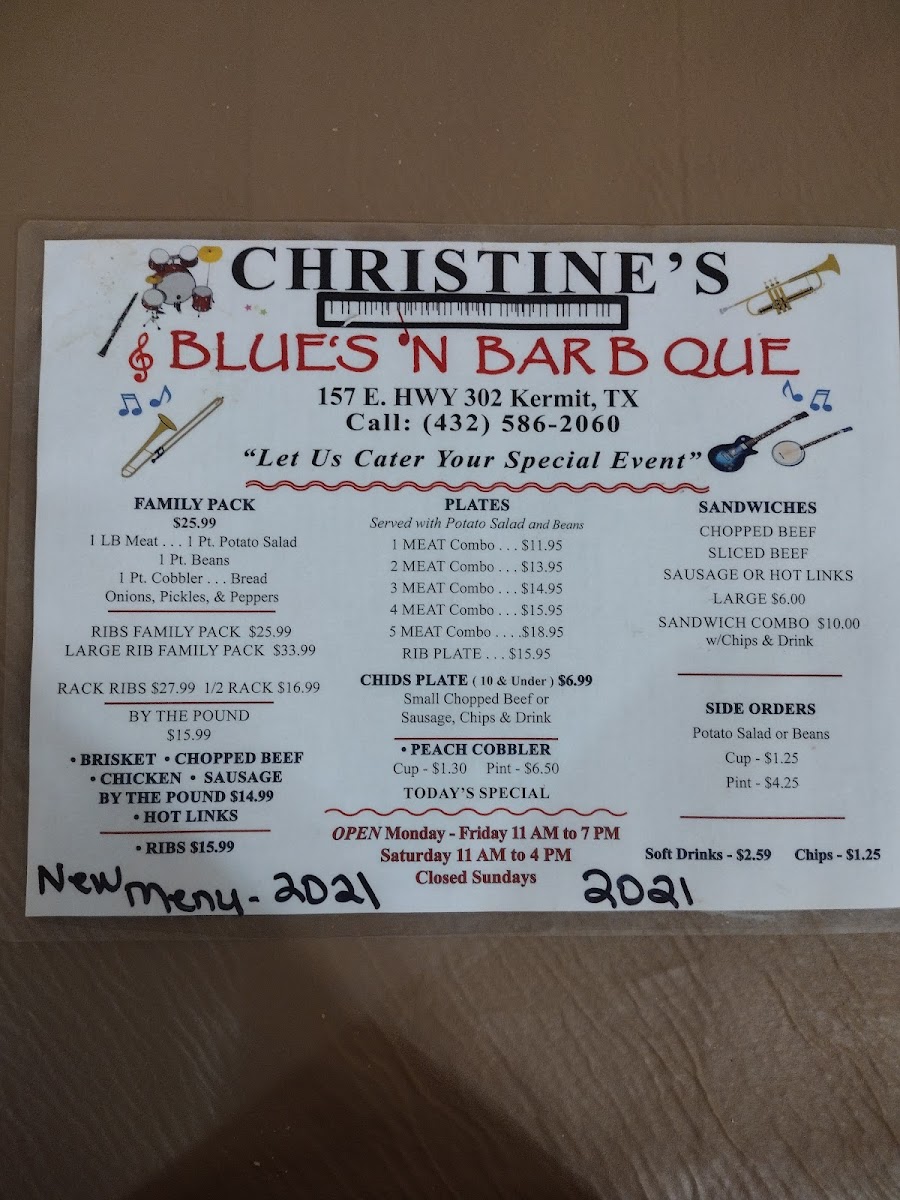 CHRISTINE'S
BLUE'S 'N BAR B QUE
157 E. HWY 302 Kermit, TX
Call: (432) 586-2060
"Let Us Cater Your Special Event"
FAMILY PACK
$25.99
1 LB Meat . . . 1 Pt. Potato Salad
1 Pt. Beans
1 Pt. Cobbler . . . Bread
Onions, Pickles, & Peppers
RIBS FAMILY PACK $25.99
LARGE RIB FAMILY PACK $33.99
RACK RIBS $27.99 1/2 RACK $16.99
BY THE POUND
$15.99
• BRISKET • CHOPPED BEEF
• CHICKEN • SAUSAGE
BY THE POUND $14.99
• HOT LINKS
• RIBS $15.99
PLATES
Served with Potato Salad and Beans
1 MEAT Combo . . . $11.95
2 MEAT Combo . . . $13.95
3 MEAT Combo . . . $14.95
4 MEAT Combo . . . $15.95
5 MEAT Combo . . . .$18.95
RIB PLATE . . . $15.95
CHIDS PLATE ( 10 & Under ) $6.99
Small Chopped Beef or
Sausage, Chips & Drink
• PEACH COBBLER
Cup - $1.30 Pint - $6.50
TODAY'S SPECIAL
OPEN Monday - Friday 11 AM to 7 PM
Saturday 11 AM to 4 PM
Closed Sundays
SANDWICHES
CHOPPED BEEF
SLICED BEEF
SAUSAGE OR HOT LINKS
LARGE $6.00
SANDWICH COMBO $10.00
w/Chips & Drink
SIDE ORDERS
Potato Salad or Beans
Cup - $1.25
Pint - $4.25
Soft Drinks - $2.59 Chips - $1.25
New Menu - 2021
2021